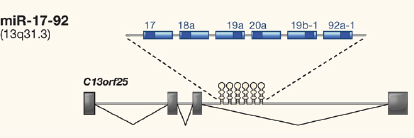 miR-17-92
(13q31.3)
17 18a 19a 20a 19b-1 92a-1
C13orf25